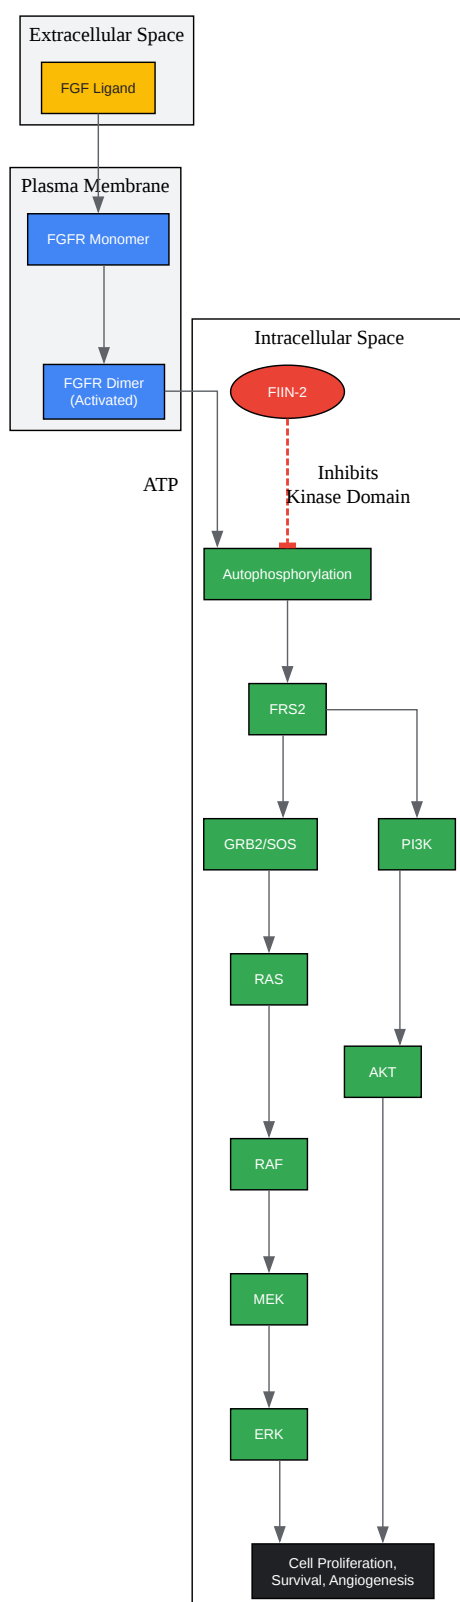 Extracellular Space
FGF Ligand
Plasma Membrane
FGFR Monomer
FGFR Dimer
(Activated)
Intracellular Space
FIIN-2
Inhibits
Kinase Domain
ATP
Autophosphorylation
FRS2
GRB2/SOS
PI3K
RAS
AKT
RAF
MEK
ERK
Cell Proliferation,
Survival, Angiogenesis